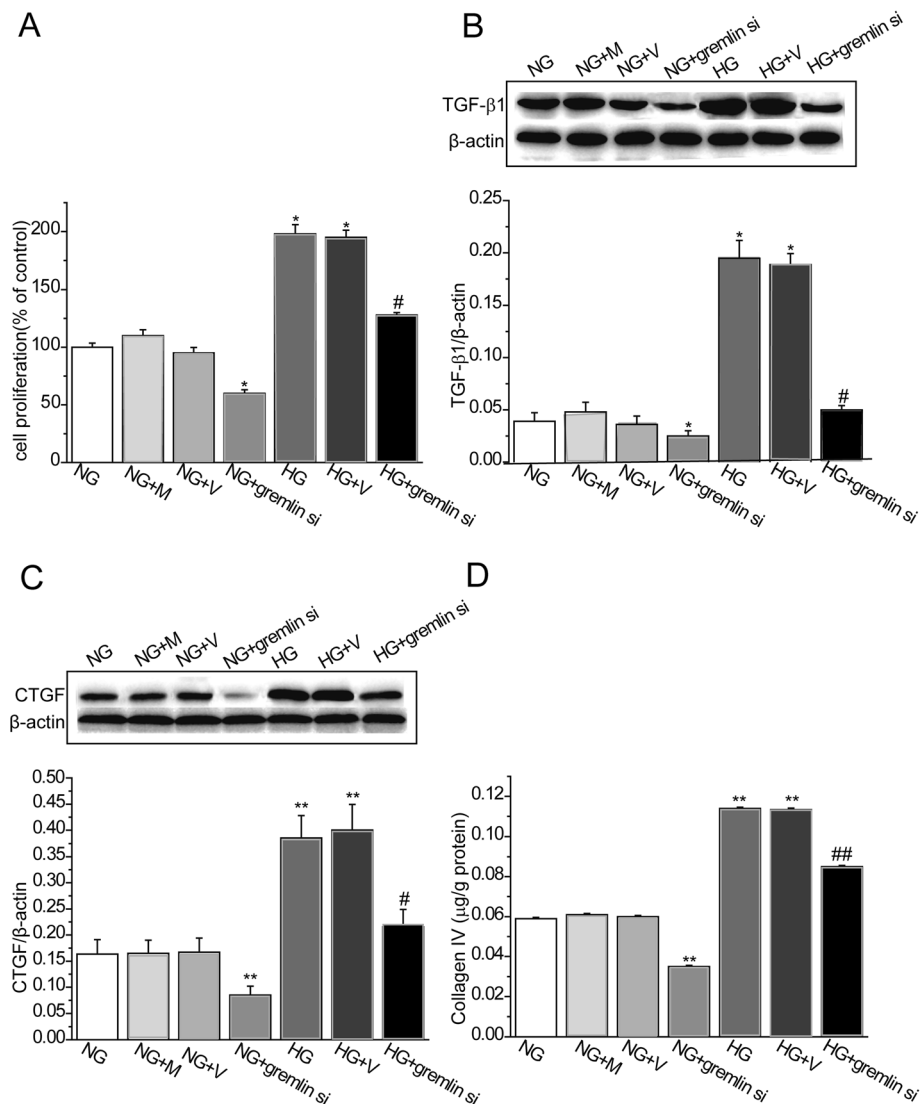 A
cell proliferation(% of control)
200
150
100
50
0
*
*
*
#
NG
NG+M
NG+V
NG+gremlin si
HG
HG+V
HG+gremlin si
B
NG
NG+M
NG+V
NG+gremlin si
HG
HG+V
HG+gremlin si
TGF-β1
β-actin
TGF-β1/β-actin
0.25
0.20
0.15
0.10
0.05
0.00
*
*
*
#
NG
NG+M
NG+V
NG+gremlin si
HG
HG+V
HG+gremlin si
C
NG
NG+M
NG+V
NG+gremlin si
HG
HG+V
HG+gremlin si
CTGF
β-actin
CTGF/β-actin
0.50
0.45
0.40
0.35
0.30
0.25
0.20
0.15
0.10
0.05
0.00
**
**
**
#
NG
NG+M
NG+V
NG+gremlin si
HG
HG+V
HG+gremlin si
D
Collagen IV (μg/g protein)
0.12
0.10
0.08
0.06
0.04
0.02
0.00
**
**
**
##
NG
NG+M
NG+V
NG+gremlin si
HG
HG+V
HG+gremlin si